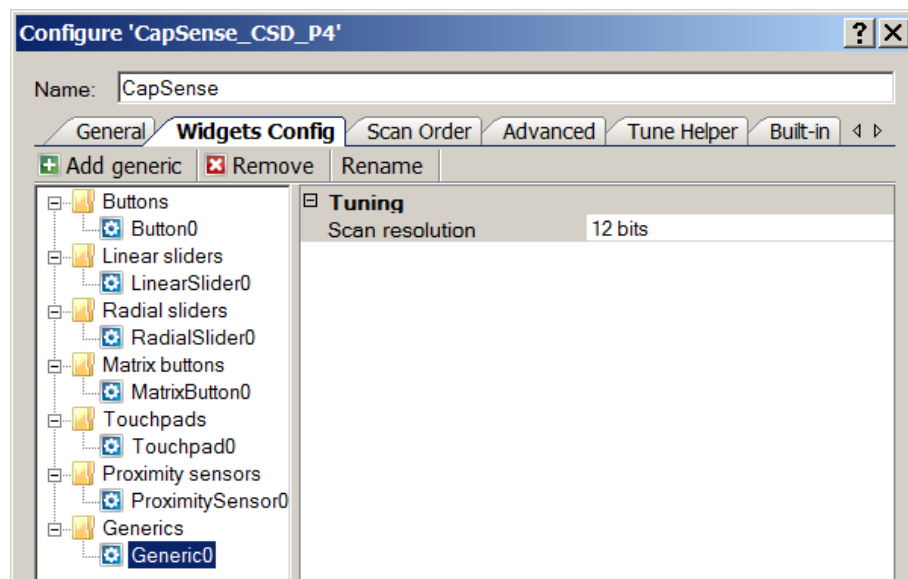 Configure 'CapSense_CSD_P4'
Name: CapSense
General Widgets Config Scan Order Advanced Tune Helper Built-in
Add generic Remove Rename
Buttons
Button0
Linear sliders
LinearSlider0
Radial sliders
RadialSlider0
Matrix buttons
MatrixButton0
Touchpads
Touchpad0
Proximity sensors
ProximitySensor0
Generics
Generic0
Tuning
Scan resolution 12 bits